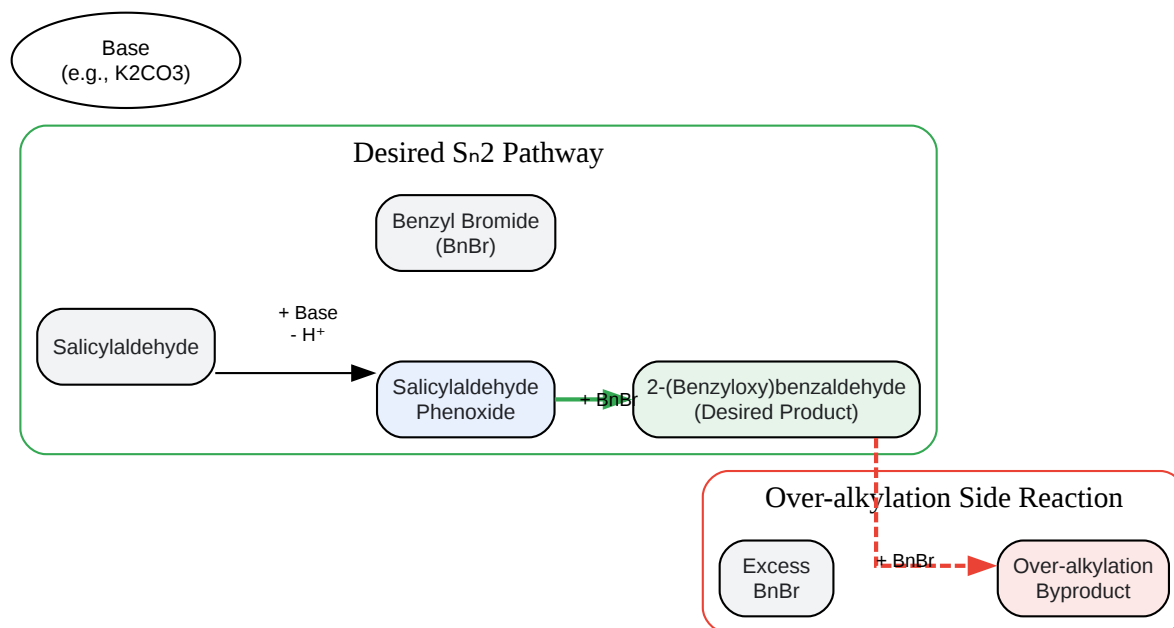 Base
(e.g., K2CO3)
Desired Sₙ2 Pathway
Benzyl Bromide
(BnBr)
+ Base
- H⁺
Salicylaldehyde
Salicylaldehyde
Phenoxide
+ BnBr
2-(Benzyloxy)benzaldehyde
(Desired Product)
Over-alkylation Side Reaction
Excess
BnBr
+ BnBr
Over-alkylation
Byproduct